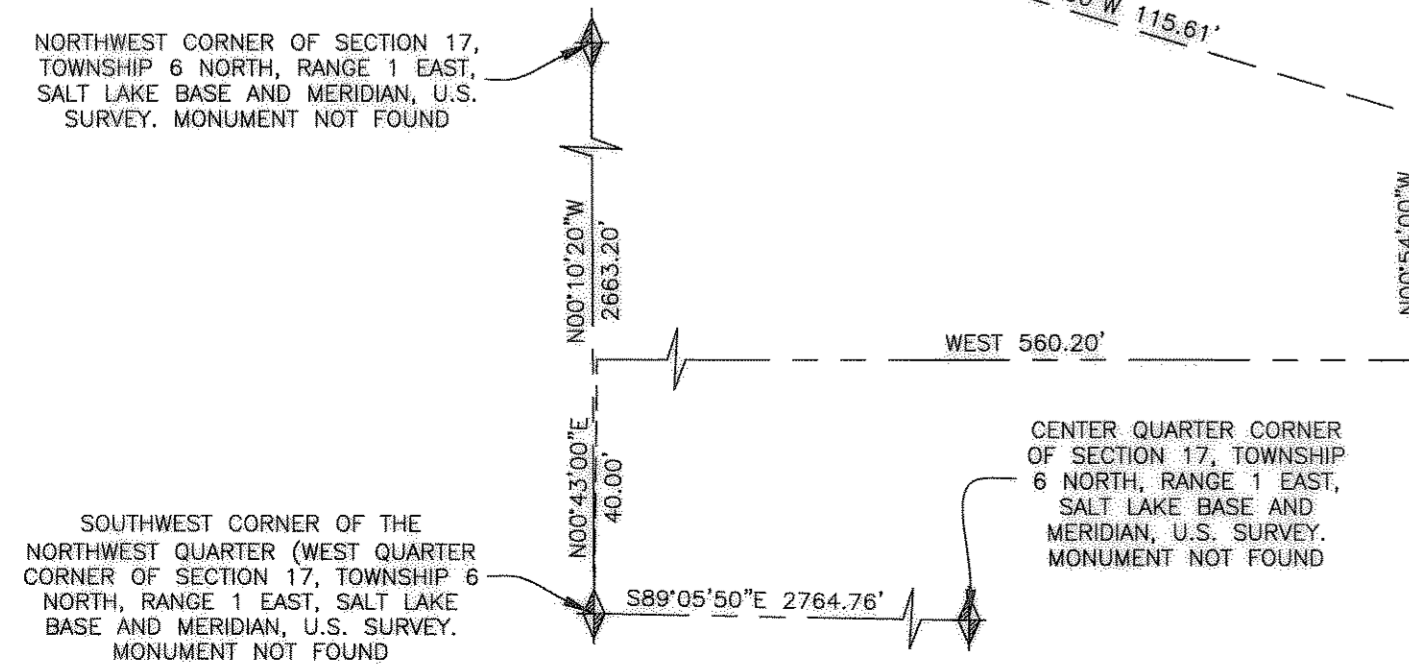 W 115.61'
NORTHWEST CORNER OF SECTION 17,
TOWNSHIP 6 NORTH, RANGE 1 EAST,
SALT LAKE BASE AND MERIDIAN, U.S.
SURVEY. MONUMENT NOT FOUND
N00°10'20"W
2663.20'
N00°54'00"W
WEST 560.20'
N00°43'00"E
40.00'
CENTER QUARTER CORNER
OF SECTION 17, TOWNSHIP
6 NORTH, RANGE 1 EAST,
SALT LAKE BASE AND
MERIDIAN, U.S. SURVEY.
MONUMENT NOT FOUND
SOUTHWEST CORNER OF THE
NORTHWEST QUARTER (WEST QUARTER
CORNER OF SECTION 17, TOWNSHIP 6
NORTH, RANGE 1 EAST, SALT LAKE
BASE AND MERIDIAN, U.S. SURVEY.
MONUMENT NOT FOUND
S89°05'50"E 2764.76'